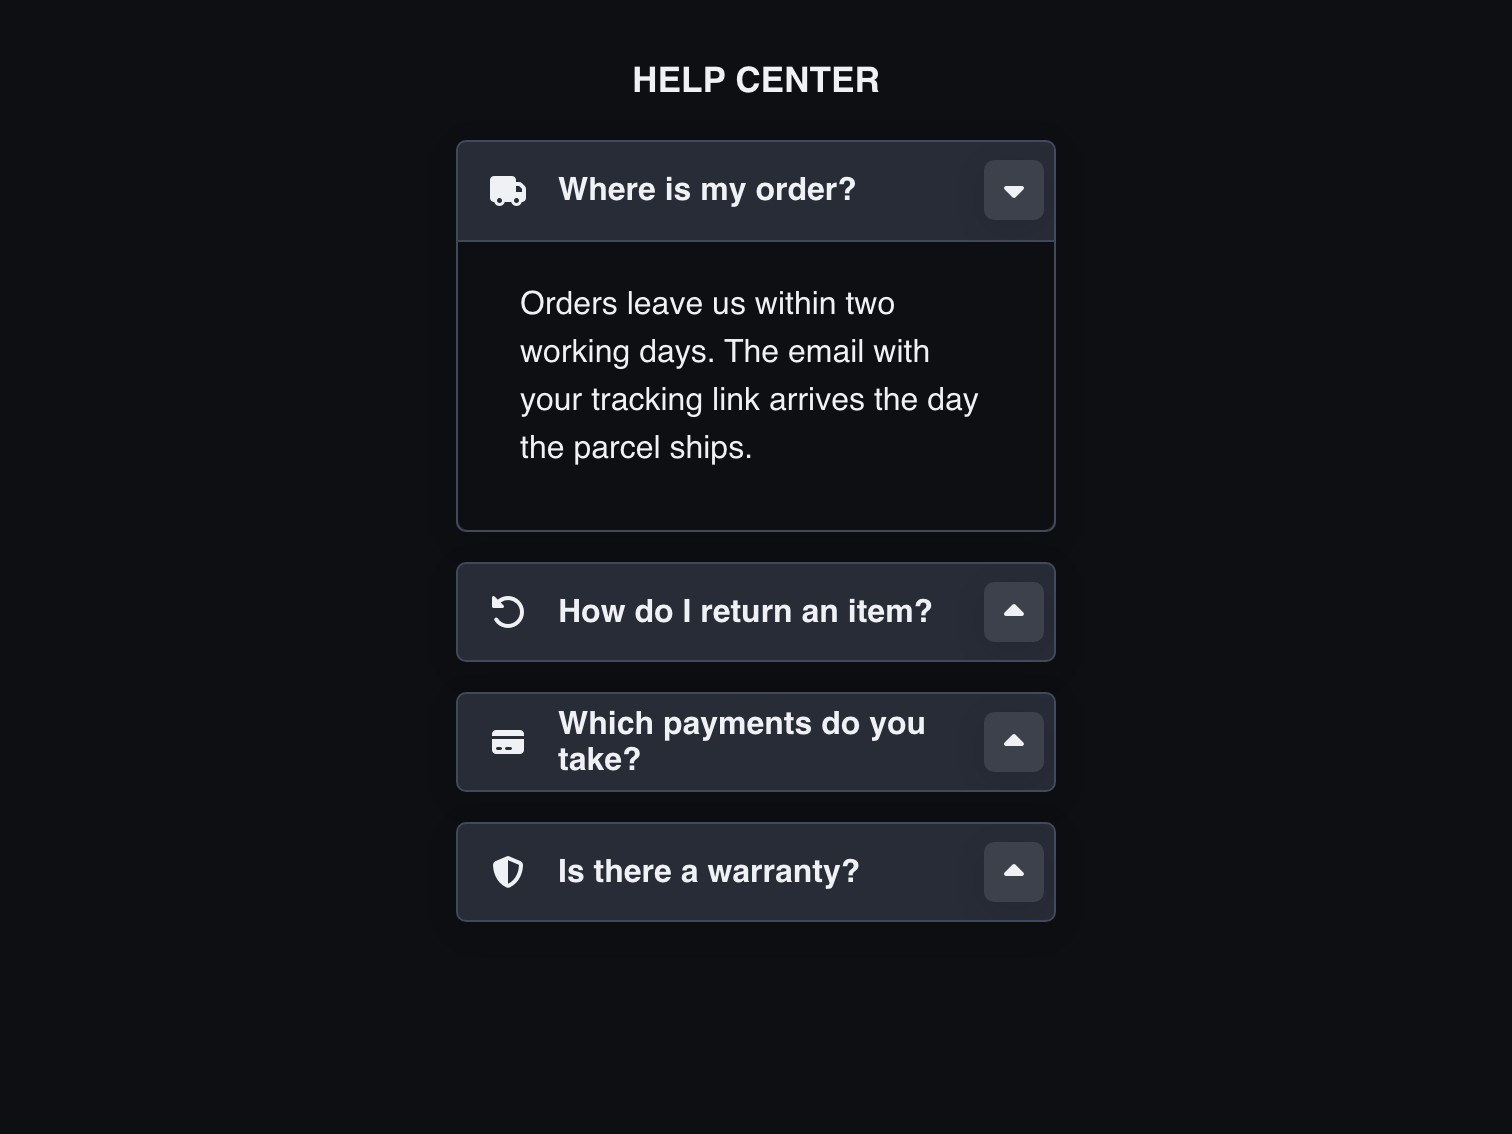 HELP CENTER
Where is my order?
Orders leave us within two
working days. The email with
your tracking link arrives the day
the parcel ships.
How do I return an item?
Which payments do you
take?
Is there a warranty?